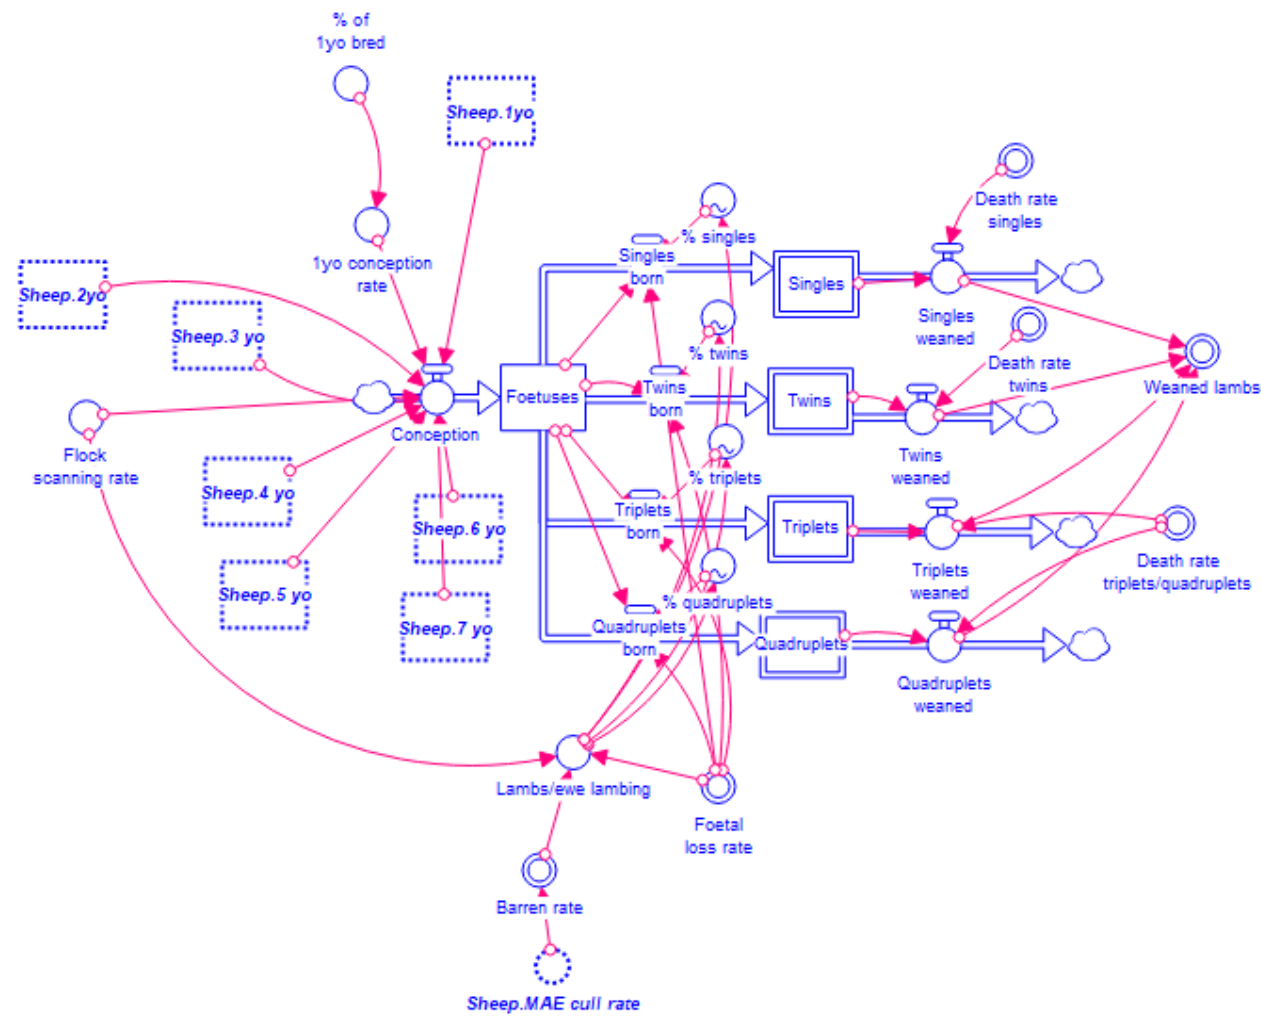 % of
1yo bred
Sheep.1yo
Death rate
singles
% singles
Singles
born
1yo conception
rate
Sheep.2yo
Singles
Singles
weaned
Sheep.3 yo
% twins
Death rate
twins
Weaned lambs
Foetuses
Twins
born
Twins
Conception
Flock
scanning rate
Twins
weaned
Sheep.4 yo
% triplets
Sheep.6 yo
Triplets
born
Triplets
Triplets
weaned
Death rate
triplets/quadruplets
Sheep.5 yo
% quadruplets
Sheep.7 yo
Quadruplets
born
Quadruplets
Quadruplets
weaned
Lambs/ewe lambing
Foetal
loss rate
Barren rate
Sheep.MAE cull rate